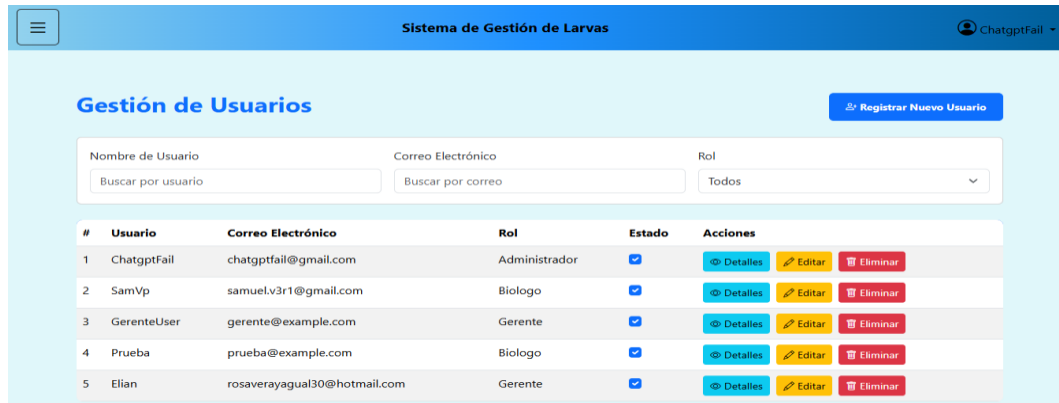 Sistema de Gestión de Larvas ChatgptFail
Gestión de Usuarios Registrar Nuevo Usuario
Nombre de Usuario Correo Electrónico Rol
Buscar por usuario Buscar por correo Todos
# Usuario Correo Electrónico Rol Estado Acciones
1 ChatgptFail chatgptfail@gmail.com Administrador Detalles Editar Eliminar
2 SamVp samuel.v3r1@gmail.com Biologo Detalles Editar Eliminar
3 GerenteUser gerente@example.com Gerente Detalles Editar Eliminar
4 Prueba prueba@example.com Biologo Detalles Editar Eliminar
5 Elian rosaverayagual30@hotmail.com Gerente Detalles Editar Eliminar